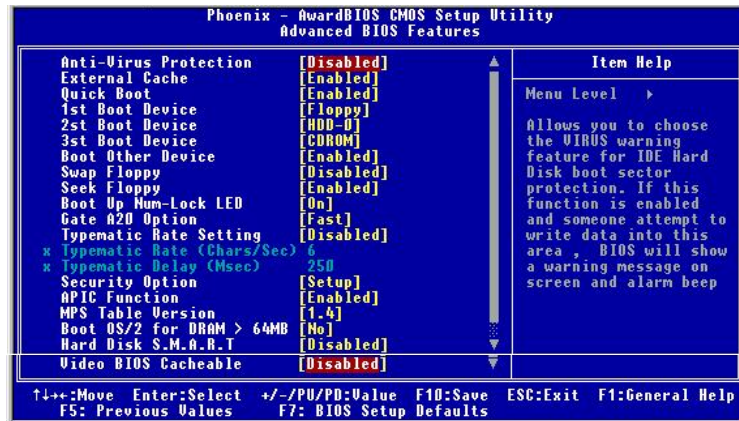 Phoenix - AwardBIOS CMOS Setup Utility
Advanced BIOS Features
Anti-Virus Protection [Disabled]
External Cache [Enabled]
Quick Boot [Enabled]
1st Boot Device [Floppy]
2st Boot Device [HDD-0]
3st Boot Device [CDROM]
Boot Other Device [Enabled]
Swap Floppy [Disabled]
Seek Floppy [Enabled]
Boot Up Num-Lock LED [On]
Gate A20 Option [Fast]
Typematic Rate Setting [Disabled]
x Typematic Rate (Chars/Sec) 6
x Typematic Delay (Msec) 250
Security Option [Setup]
APIC Function [Enabled]
MPS Table Version [1.4]
Boot OS/2 for DRAM > 64MB [No]
Hard Disk S.M.A.R.T [Disabled]
Video BIOS Cacheable [Disabled]
Item Help
Menu Level ▸
Allows you to choose
the VIRUS warning
feature for IDE Hard
Disk boot sector
protection. If this
function is enabled
and someone attempt to
write data into this
area , BIOS will show
a warning message on
screen and alarm beep
↑↓→←:Move Enter:Select +/-/PU/PD:Value F10:Save ESC:Exit F1:General Help
F5: Previous Values F7: BIOS Setup Defaults